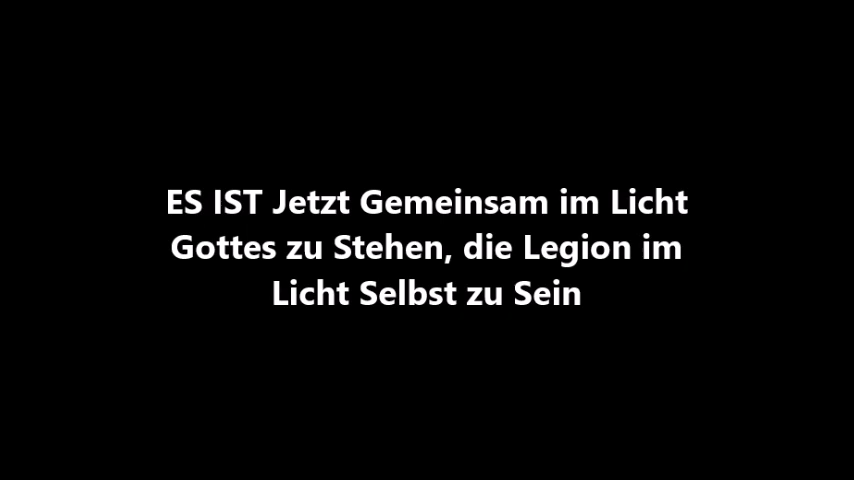 ES IST Jetzt Gemeinsam im Licht
Gottes zu Stehen, die Legion im
Licht Selbst zu Sein